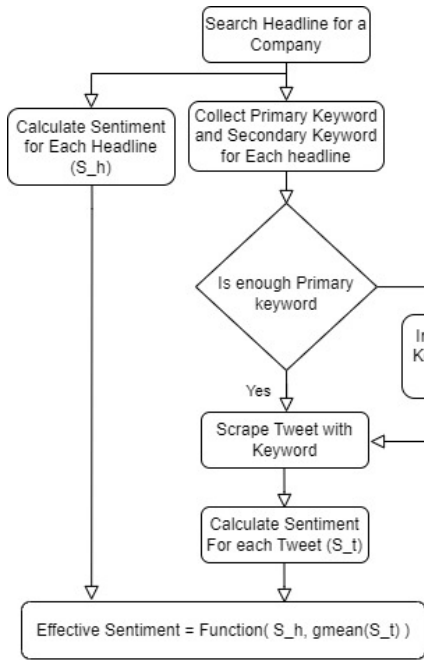 Search Headline for a
Company
Calculate Sentiment
for Each Headline
(S_h)
Collect Primary Keyword
and Secondary Keyword
for Each headline
Is enough Primary
keyword
Yes
Scrape Tweet with
Keyword
Calculate Sentiment
For each Tweet (S_t)
Effective Sentiment = Function( S_h, gmean(S_t) )